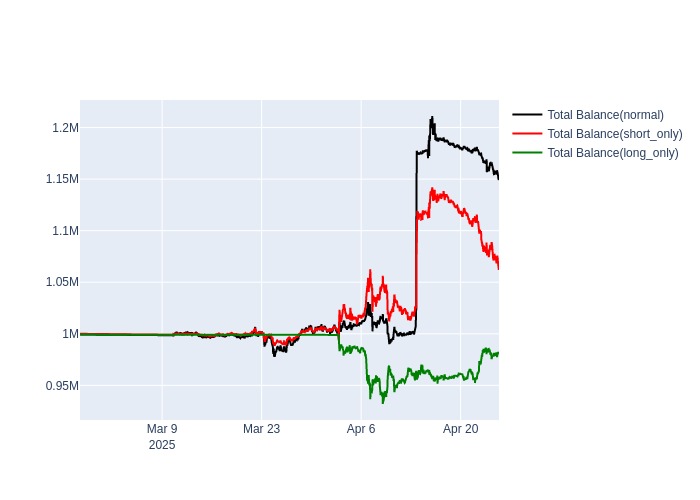 1.2M
1.15M
1.1M
1.05M
1M
0.95M
Mar 9
2025
Mar 23
Apr 6
Apr 20
Total Balance(normal)
Total Balance(short_only)
Total Balance(long_only)